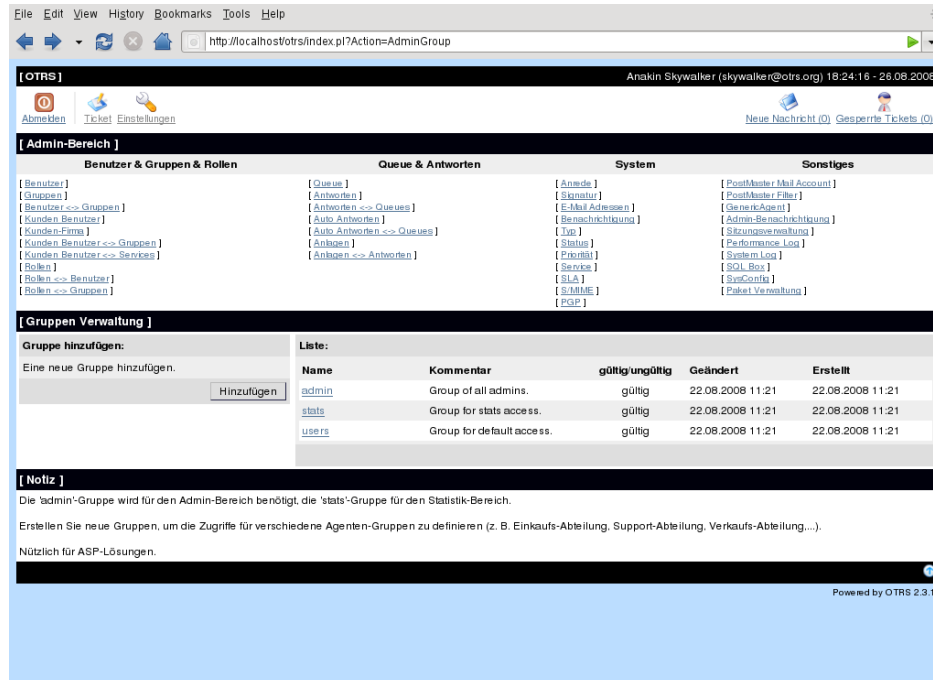 File Edit View History Bookmarks Tools Help
http://localhost/otrs/index.pl?Action=AdminGroup
[ OTRS ] Anakin Skywalker (skywalker@otrs.org) 18:24:16 - 26.08.2008
Abmelden Ticket Einstellungen Neue Nachricht (0) Gesperrte Tickets (0)
[ Admin-Bereich ]
Benutzer & Gruppen & Rollen Queue & Antworten System Sonstiges
[ Benutzer ] [ Queue ] [ Anrede ] [ PostMaster Mail Account ]
[ Gruppen ] [ Antworten ] [ Signatur ] [ PostMaster Filter ]
[ Benutzer <-> Gruppen ] [ Antworten <-> Queues ] [ E-Mail Adressen ] [ GenericAgent ]
[ Kunden Benutzer ] [ Auto Antworten ] [ Benachrichtigung ] [ Admin-Benachrichtigung ]
[ Kunden-Firma ] [ Auto Antworten <-> Queues ] [ Typ ] [ Sitzungsverwaltung ]
[ Kunden Benutzer <-> Gruppen ] [ Anlagen ] [ Status ] [ Performance Log ]
[ Kunden Benutzer <-> Services ] [ Anlagen <-> Antworten ] [ Priorität ] [ System Log ]
[ Rollen ] [ Service ] [ SQL Box ]
[ Rollen <-> Benutzer ] [ SLA ] [ SysConfig ]
[ Rollen <-> Gruppen ] [ S/MIME ] [ Paket Verwaltung ]
[ PGP ]
[ Gruppen Verwaltung ]
Gruppe hinzufügen: Liste:
Eine neue Gruppe hinzufügen. Name Kommentar gültig/ungültig Geändert Erstellt
Hinzufügen admin Group of all admins. gültig 22.08.2008 11:21 22.08.2008 11:21
stats Group for stats access. gültig 22.08.2008 11:21 22.08.2008 11:21
users Group for default access. gültig 22.08.2008 11:21 22.08.2008 11:21
[ Notiz ]
Die 'admin'-Gruppe wird für den Admin-Bereich benötigt, die 'stats'-Gruppe für den Statistik-Bereich.
Erstellen Sie neue Gruppen, um die Zugriffe für verschiedene Agenten-Gruppen zu definieren (z. B. Einkaufs-Abteilung, Support-Abteilung, Verkaufs-Abteilung,...).
Nützlich für ASP-Lösungen.
Powered by OTRS 2.3.1